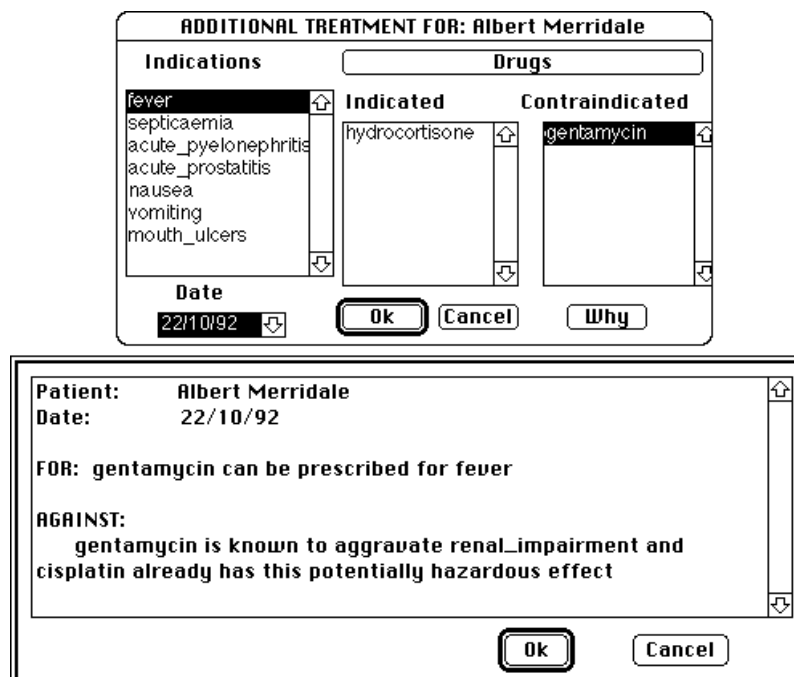 ADDITIONAL TREATMENT FOR: Albert Merridale
Indications
Drugs
Indicated
Contraindicated
fever
septicaemia
acute_pyelonephritis
acute_prostatitis
nausea
vomiting
mouth_ulcers
hydrocortisone
gentamycin
Date
22/10/92
Ok
Cancel
Why
Patient: Albert Merridale
Date: 22/10/92
FOR: gentamycin can be prescribed for fever
AGAINST:
gentamycin is known to aggravate renal_impairment and
cisplatin already has this potentially hazardous effect
Ok
Cancel